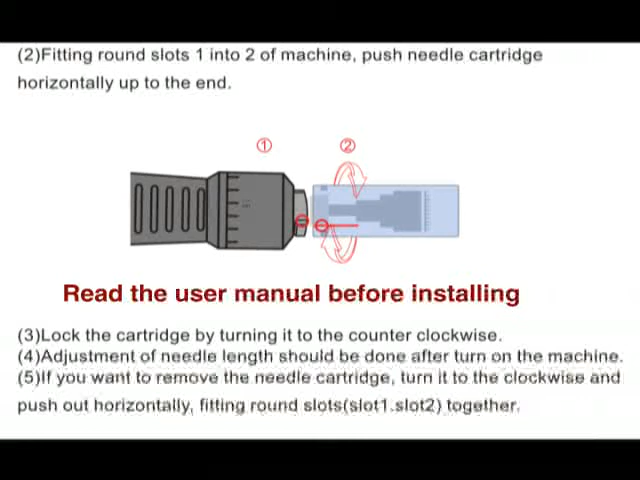 (2)Fitting round slots 1 into 2 of machine, push needle cartridge
horizontally up to the end.
① ②
Read the user manual before installing
(3)Lock the cartridge by turning it to the counter clockwise.
(4)Adjustment of needle length should be done after turn on the machine.
(5)If you want to remove the needle cartridge, turn it to the clockwise and
push out horizontally, fitting round slots(slot1.slot2) together.